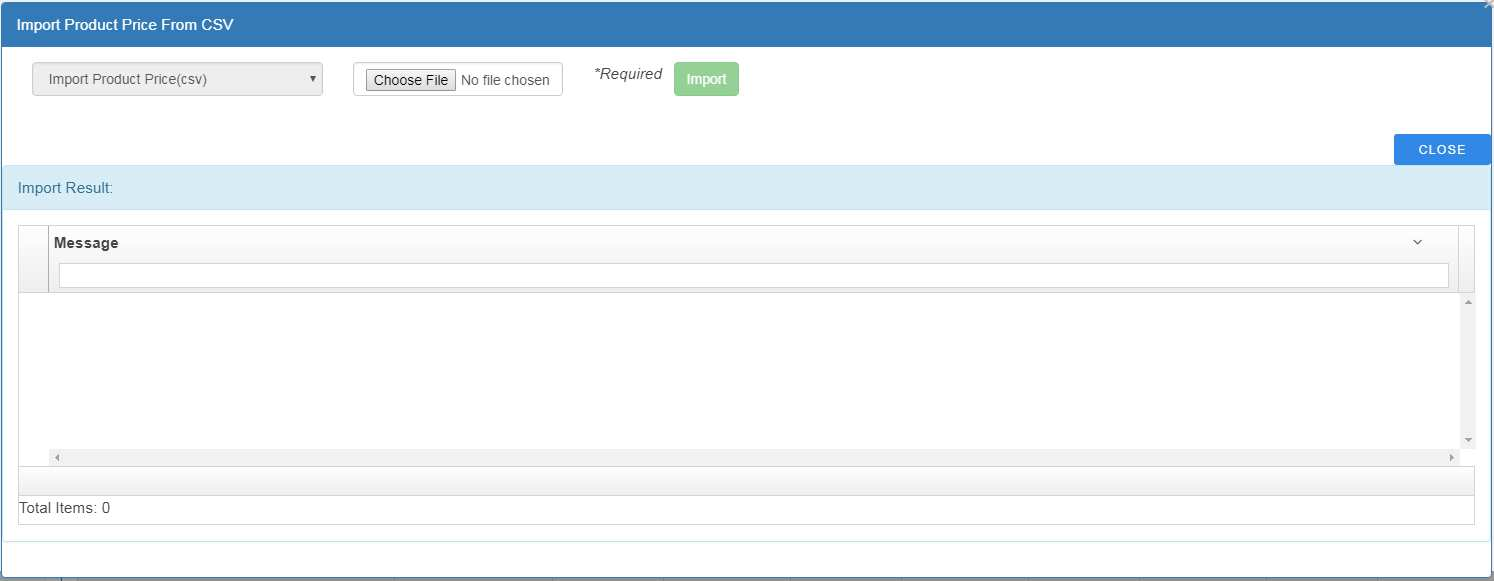 Import Product Price From CSV
Import Product Price(csv) Choose File No file chosen *Required Import
CLOSE
Import Result:
Message
Total Items: 0